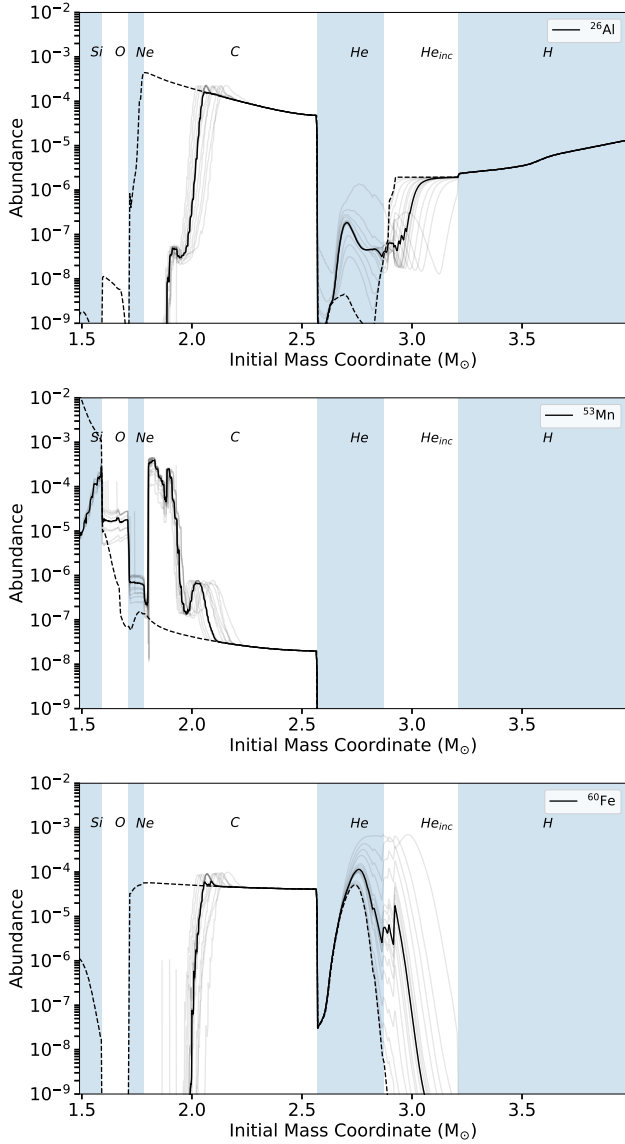 10⁻²
Si O Ne C He He_inc H
²⁶Al
10⁻³
10⁻⁴
10⁻⁵
10⁻⁶
10⁻⁷
10⁻⁸
10⁻⁹
Abundance
1.5 2.0 2.5 3.0 3.5
Initial Mass Coordinate (M☉)
10⁻²
Si O Ne C He He_inc H
⁵³Mn
10⁻³
10⁻⁴
10⁻⁵
10⁻⁶
10⁻⁷
10⁻⁸
10⁻⁹
Abundance
1.5 2.0 2.5 3.0 3.5
Initial Mass Coordinate (M☉)
10⁻²
Si O Ne C He He_inc H
⁶⁰Fe
10⁻³
10⁻⁴
10⁻⁵
10⁻⁶
10⁻⁷
10⁻⁸
10⁻⁹
Abundance
1.5 2.0 2.5 3.0 3.5
Initial Mass Coordinate (M☉)